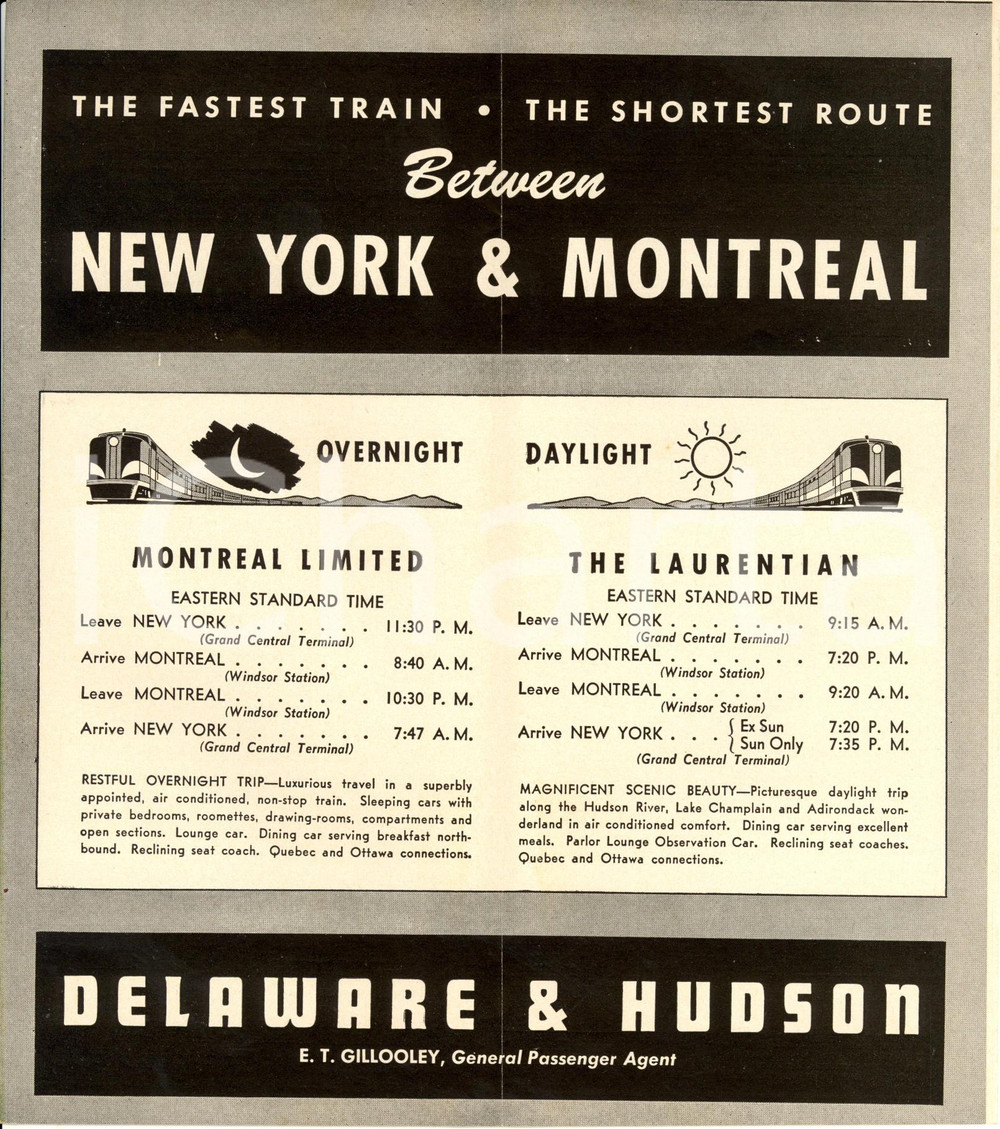 THE FASTEST TRAIN • THE SHORTEST ROUTE
Between
NEW YORK & MONTREAL
OVERNIGHT
MONTREAL LIMITED
EASTERN STANDARD TIME
Leave NEW YORK . . . . . . . 11:30 P. M.
(Grand Central Terminal)
Arrive MONTREAL . . . . . . . 8:40 A. M.
(Windsor Station)
Leave MONTREAL . . . . . . . 10:30 P. M.
(Windsor Station)
Arrive NEW YORK . . . . . . . 7:47 A. M.
(Grand Central Terminal)
RESTFUL OVERNIGHT TRIP—Luxurious travel in a superbly
appointed, air conditioned, non-stop train. Sleeping cars with
private bedrooms, roomettes, drawing-rooms, compartments and
open sections. Lounge car. Dining car serving breakfast north-
bound. Reclining seat coach. Quebec and Ottawa connections.
DAYLIGHT
THE LAURENTIAN
EASTERN STANDARD TIME
Leave NEW YORK . . . . . . . 9:15 A. M.
(Grand Central Terminal)
Arrive MONTREAL . . . . . . . 7:20 P. M.
(Windsor Station)
Leave MONTREAL . . . . . . . 9:20 A. M.
(Windsor Station)
Arrive NEW YORK . . . { Ex Sun 7:20 P. M.
Sun Only 7:35 P. M.
(Grand Central Terminal)
MAGNIFICENT SCENIC BEAUTY—Picturesque daylight trip
along the Hudson River, Lake Champlain and Adirondack won-
derland in air conditioned comfort. Dining car serving excellent
meals. Parlor Lounge Observation Car. Reclining seat coaches.
Quebec and Ottawa connections.
DELAWARE & HUDSON
E. T. GILLOOLEY, General Passenger Agent